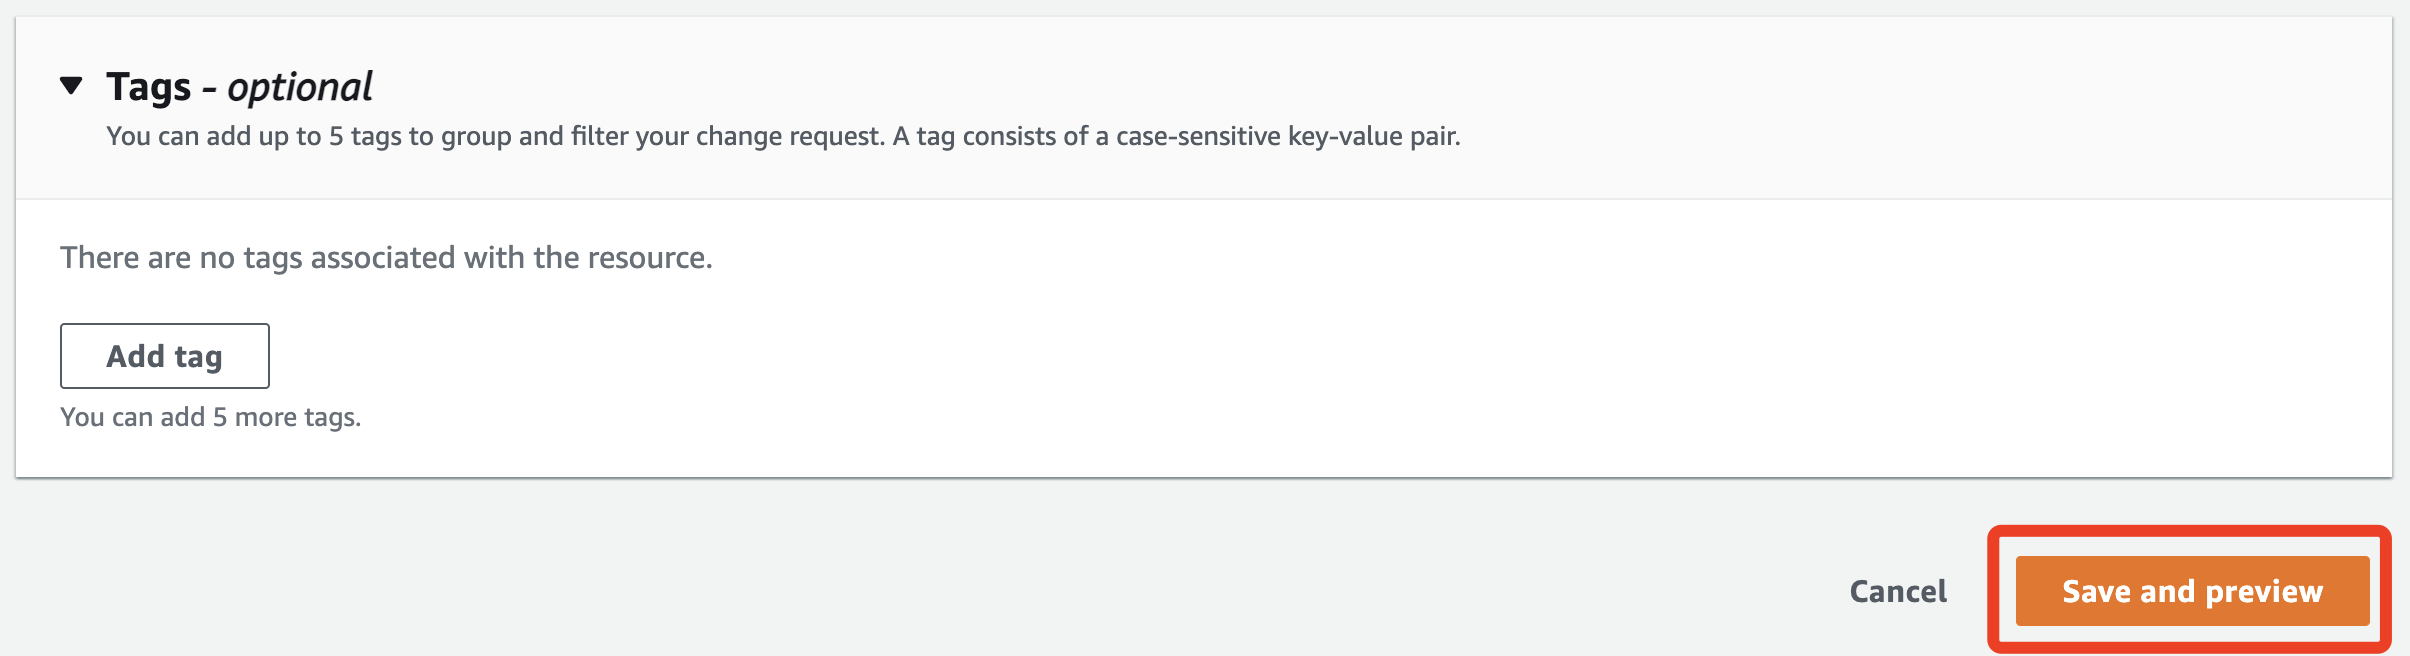 Tags - optional
You can add up to 5 tags to group and filter your change request. A tag consists of a case-sensitive key-value pair.
There are no tags associated with the resource.
Add tag
You can add 5 more tags.
Cancel
Save and preview